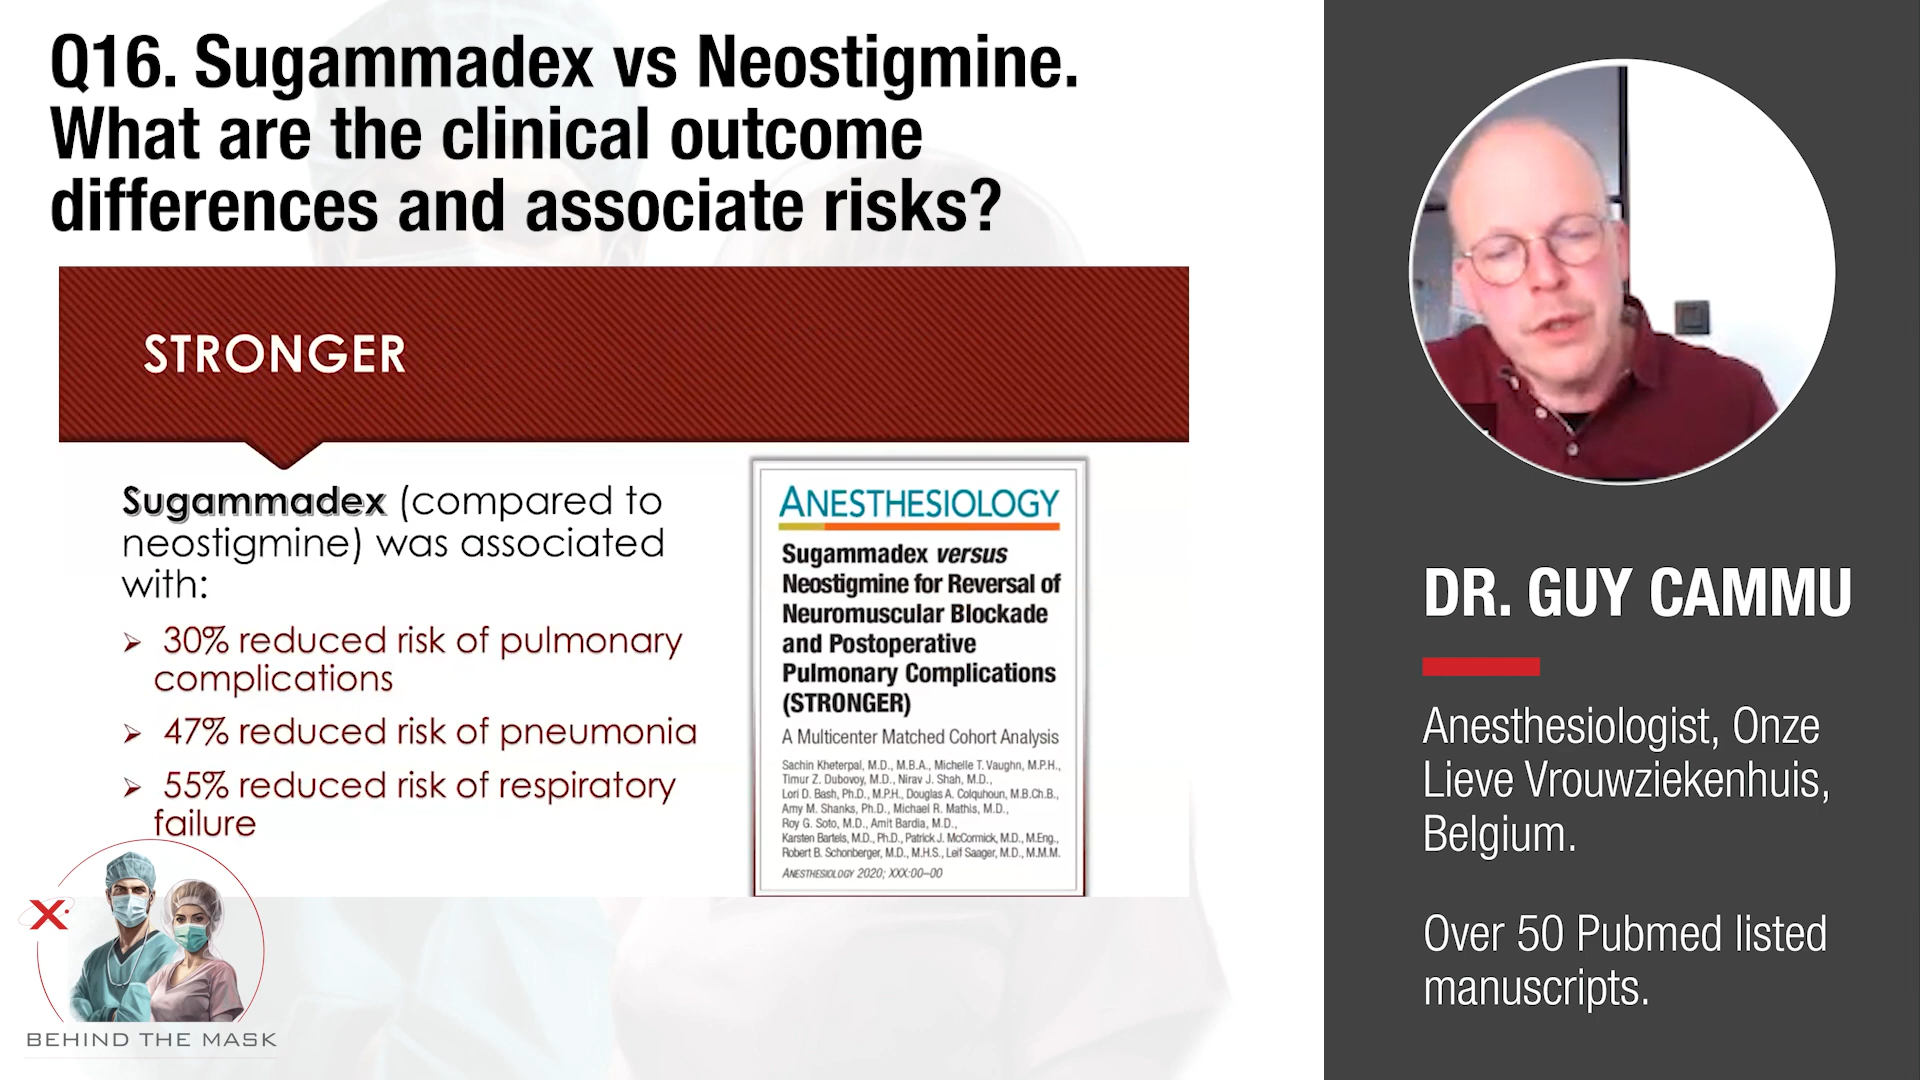 Q16. Sugammadex vs Neostigmine.
What are the clinical outcome
differences and associate risks?
STRONGER
Sugammadex (compared to
neostigmine) was associated
with:
➢ 30% reduced risk of pulmonary
complications
➢ 47% reduced risk of pneumonia
➢ 55% reduced risk of respiratory
failure
ANESTHESIOLOGY
Sugammadex versus
Neostigmine for Reversal of
Neuromuscular Blockade
and Postoperative
Pulmonary Complications
(STRONGER)
A Multicenter Matched Cohort Analysis
Sachin Kheterpal, M.D., M.B.A., Michelle T. Vaughn, M.P.H.,
Timur Z. Dubovoy, M.D., Nirav J. Shah, M.D.,
Lori D. Bash, Ph.D., M.P.H., Douglas A. Colquhoun, M.B.Ch.B.,
Amy M. Shanks, Ph.D., Michael R. Mathis, M.D.,
Roy G. Soto, M.D., Amit Bardia, M.D.,
Karsten Bartels, M.D., Ph.D., Patrick J. McCormick, M.D., M.Eng.,
Robert B. Schonberger, M.D., M.H.S., Leif Saager, M.D., M.M.M.
ANESTHESIOLOGY 2020; XXX:00–00
X
BEHIND THE MASK
DR. GUY CAMMU
Anesthesiologist, Onze
Lieve Vrouwziekenhuis,
Belgium.
Over 50 Pubmed listed
manuscripts.